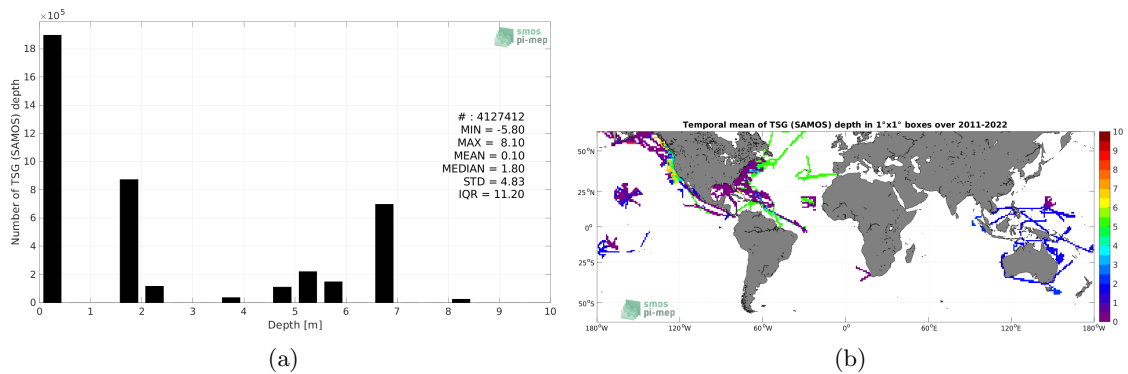 ×10⁵
18
16
14
12
10
8
6
4
2
0
Number of TSG (SAMOS) depth
0 1 2 3 4 5 6 7 8 9 10
Depth [m]
smos
pi-mep
# : 4127412
MIN = -5.80
MAX = 8.10
MEAN = 0.10
MEDIAN = 1.80
STD = 4.83
IQR = 11.20
(a)
Temporal mean of TSG (SAMOS) depth in 1°x1° boxes over 2011-2022
50°N
25°N
0°
25°S
50°S
180°W 120°W 60°W 0° 60°E 120°E 180°E
smos
pi-mep
10
9
8
7
6
5
4
3
2
1
0
(b)